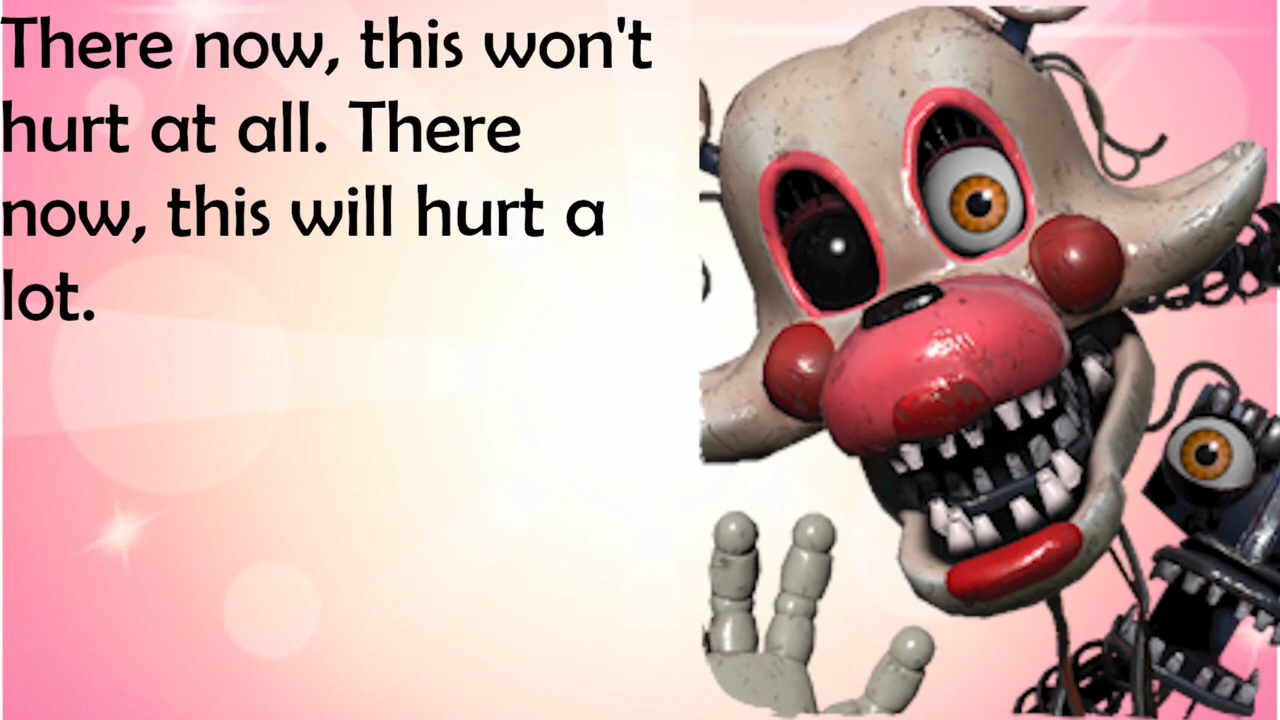 There now, this won't
hurt at all. There
now, this will hurt a
lot.